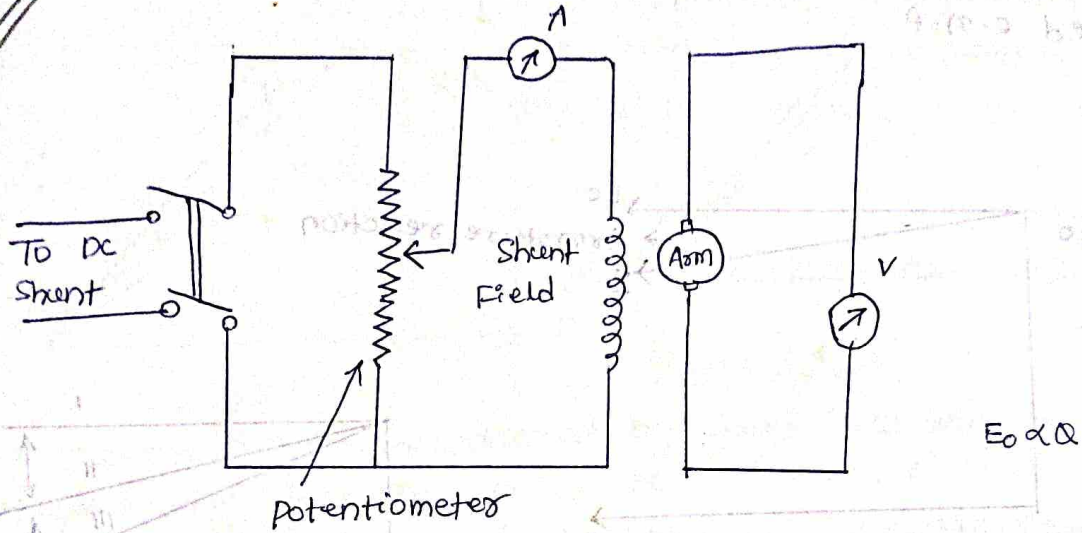 A
To DC
Shunt
Shunt
Field
Arm
V
Potentiometer
E₀ ∝ Q